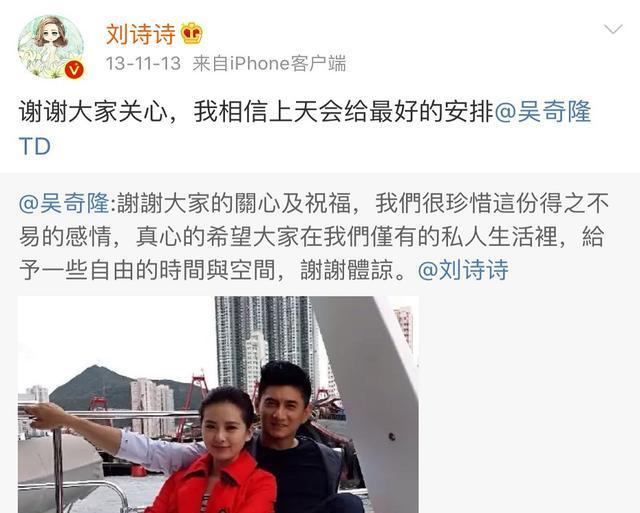 刘诗诗
13-11-13 来自iPhone客户端
谢谢大家关心，我相信上天会给最好的安排@吴奇隆
TD
@吴奇隆:謝謝大家的關心及祝福，我們很珍惜這份得之不
易的感情，真心的希望大家在我們僅有的私人生活裡，給
予一些自由的時間與空間，謝謝體諒。@刘诗诗